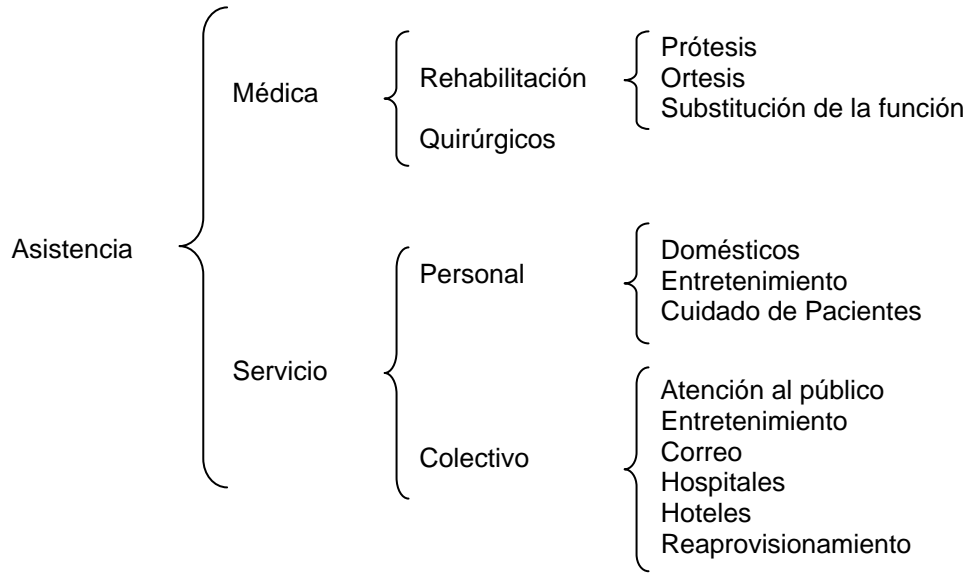 Asistencia
Médica
Rehabilitación
Prótesis
Ortesis
Substitución de la función
Quirúrgicos
Servicio
Personal
Domésticos
Entretenimiento
Cuidado de Pacientes
Colectivo
Atención al público
Entretenimiento
Correo
Hospitales
Hoteles
Reaprovisionamiento